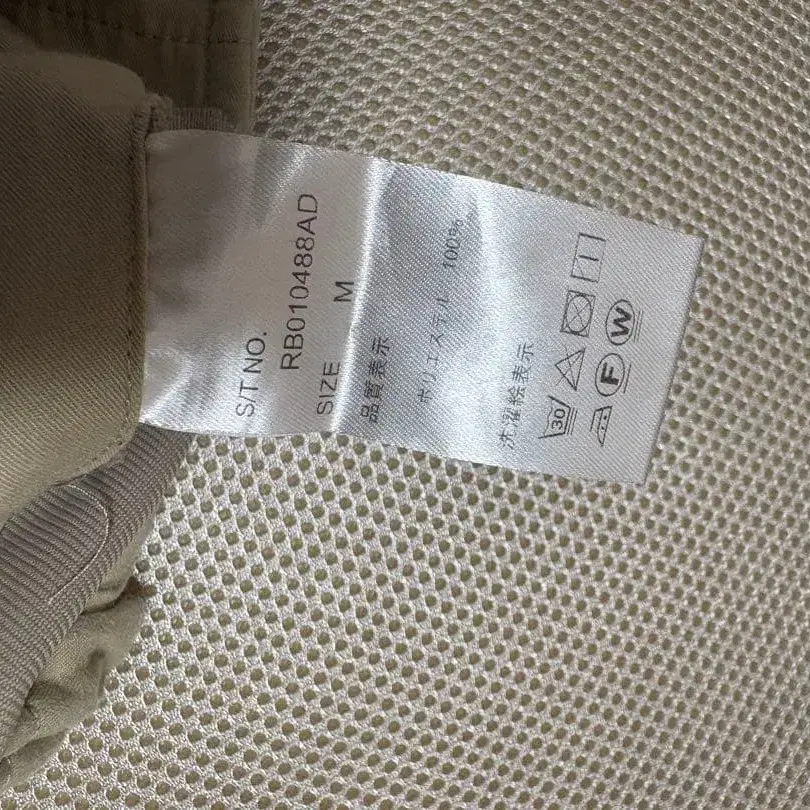 S/T NO.
RB010488AD
SIZE M
品質表示
ポリエステル 100%
洗濯絵表示
30
F W